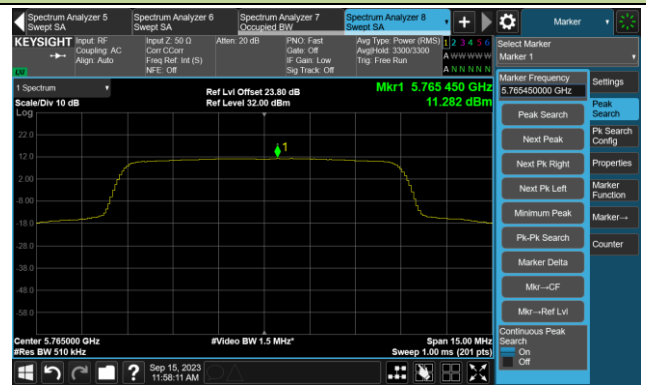 Spectrum Analyzer 5
Swept SA
Spectrum Analyzer 6
Swept SA
Spectrum Analyzer 7
Occupied BW
Spectrum Analyzer 8
Swept SA
Marker
KEYSIGHT
Input: RF
Coupling: AC
Align: Auto
Input Z: 50 Ω
Corr CCorr
Freq Ref: Int (S)
NFE: Off
Atten: 20 dB
PNO: Fast
Gate: Off
IF Gain: Low
Sig Track: Off
Avg Type: Power (RMS)
Avg|Hold: 3300/3300
Trig: Free Run
1 2 3 4 5 6
A W W W W W
A N N N N N
Select Marker
Marker 1
1 Spectrum
Scale/Div 10 dB
Log
Ref Lvl Offset 23.80 dB
Ref Level 32.00 dBm
Mkr1 5.765 450 GHz
11.282 dBm
22.0
12.0
2.00
-8.00
-18.0
-28.0
-38.0
-48.0
-58.0
1
Center 5.765000 GHz
#Res BW 510 kHz
#Video BW 1.5 MHz*
Span 15.00 MHz
Sweep 1.00 ms (201 pts)
Marker Frequency
5.765450000 GHz
Peak Search
Next Peak
Next Pk Right
Next Pk Left
Minimum Peak
Pk-Pk Search
Marker Delta
Mkr→CF
Mkr→Ref Lvl
Continuous Peak
Search
On
Off
Settings
Peak
Search
Pk Search
Config
Properties
Marker
Function
Marker→
Counter
Sep 15, 2023
11:58:11 AM